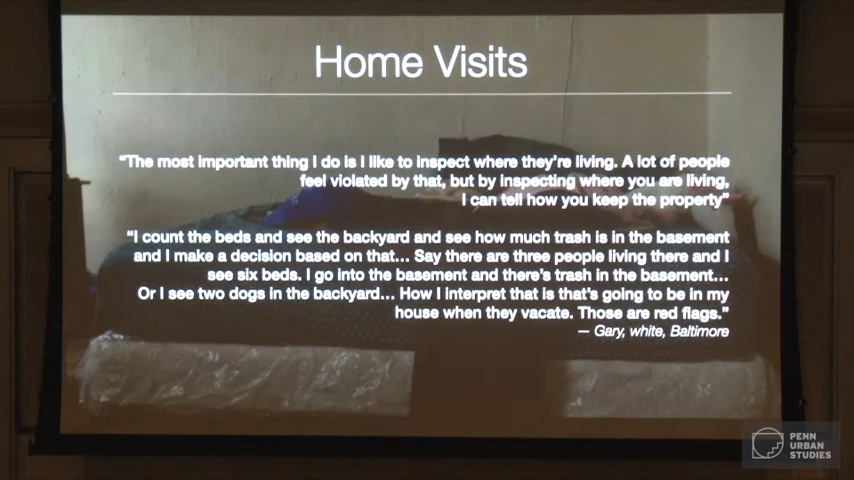 Home Visits
“The most important thing I do is I like to inspect where they’re living. A lot of people
feel violated by that, but by inspecting where you are living,
I can tell how you keep the property”
“I count the beds and see the backyard and see how much trash is in the basement
and I make a decision based on that... Say there are three people living there and I
see six beds. I go into the basement and there’s trash in the basement...
Or I see two dogs in the backyard... How I interpret that is that’s going to be in my
house when they vacate. Those are red flags.”
— Gary, white, Baltimore
PENN
URBAN
STUDIES